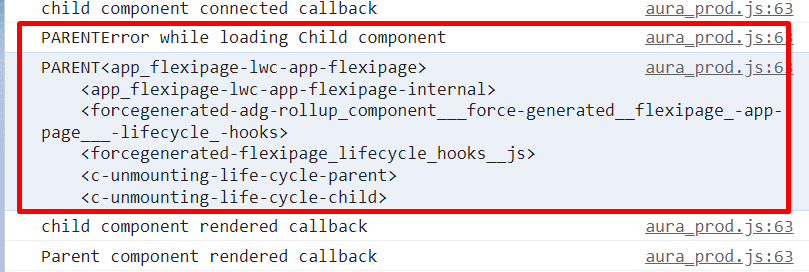 child component connected callback aura_prod.js:63
PARENTError while loading Child component aura_prod.js:63
PARENT<app_flexipage-lwc-app-flexipage> aura_prod.js:63
<app_flexipage-lwc-app-flexipage-internal>
<forcegenerated-adg-rollup_component___force-generated__flexipage_-app-
page___-lifecycle_-hooks>
<forcegenerated-flexipage_lifecycle_hooks__js>
<c-unmounting-life-cycle-parent>
<c-unmounting-life-cycle-child>
child component rendered callback aura_prod.js:63
Parent component rendered callback aura_prod.js:63